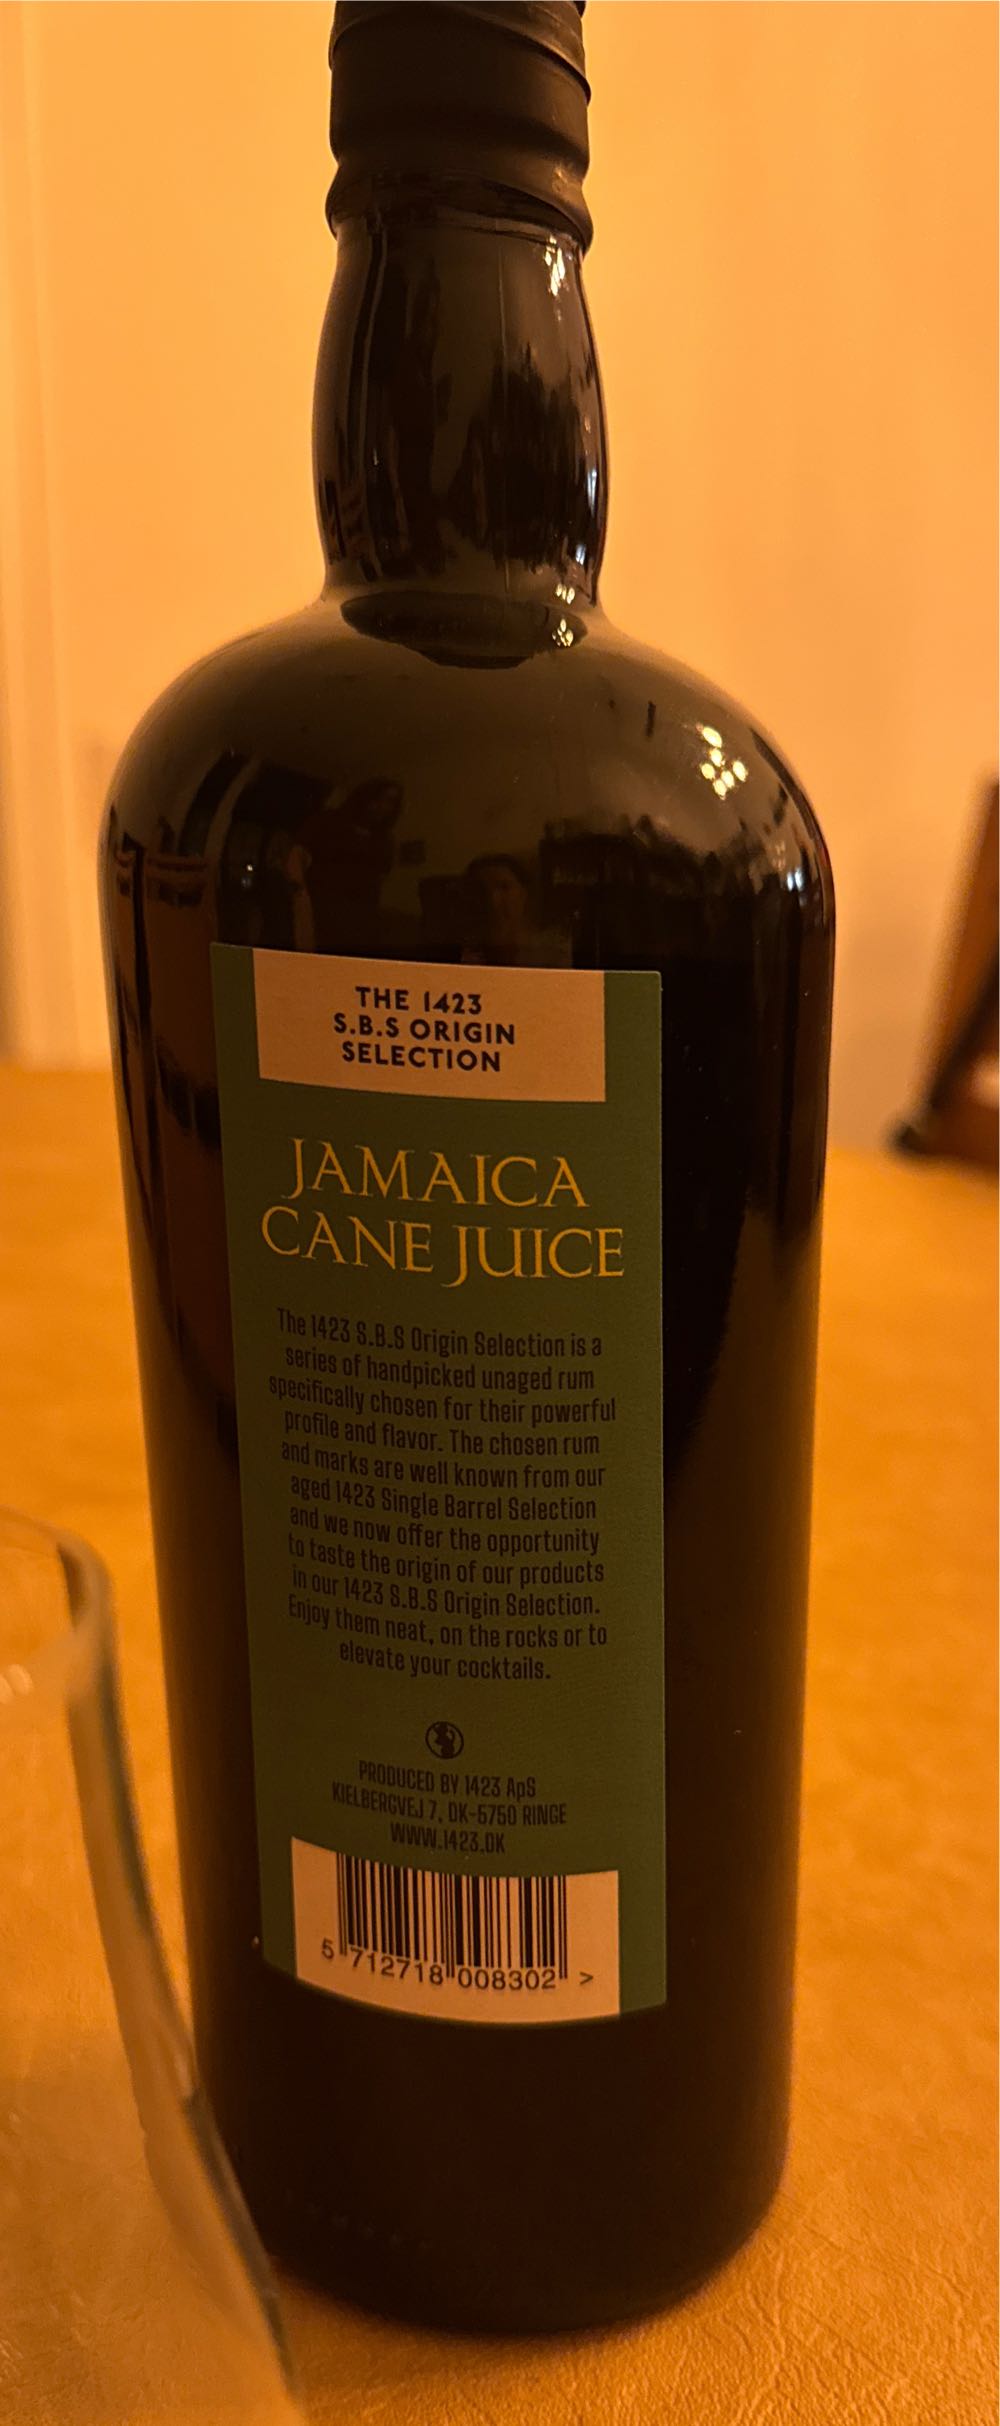 THE 1423
S.B.S ORIGIN
SELECTION
JAMAICA
CANE JUICE
The 1423 S.B.S Origin Selection is a
series of handpicked unaged rum
specifically chosen for their powerful
profile and flavor. The chosen rum
and marks are well known from our
aged 1423 Single Barrel Selection
and we now offer the opportunity
to taste the origin of our products
in our 1423 S.B.S Origin Selection.
Enjoy them neat, on the rocks or to
elevate your cocktails.
PRODUCED BY 1423 ApS
KIELBERGVEJ 7, DK-5750 RINGE
WWW.1423.DK
5 712718 008302 >